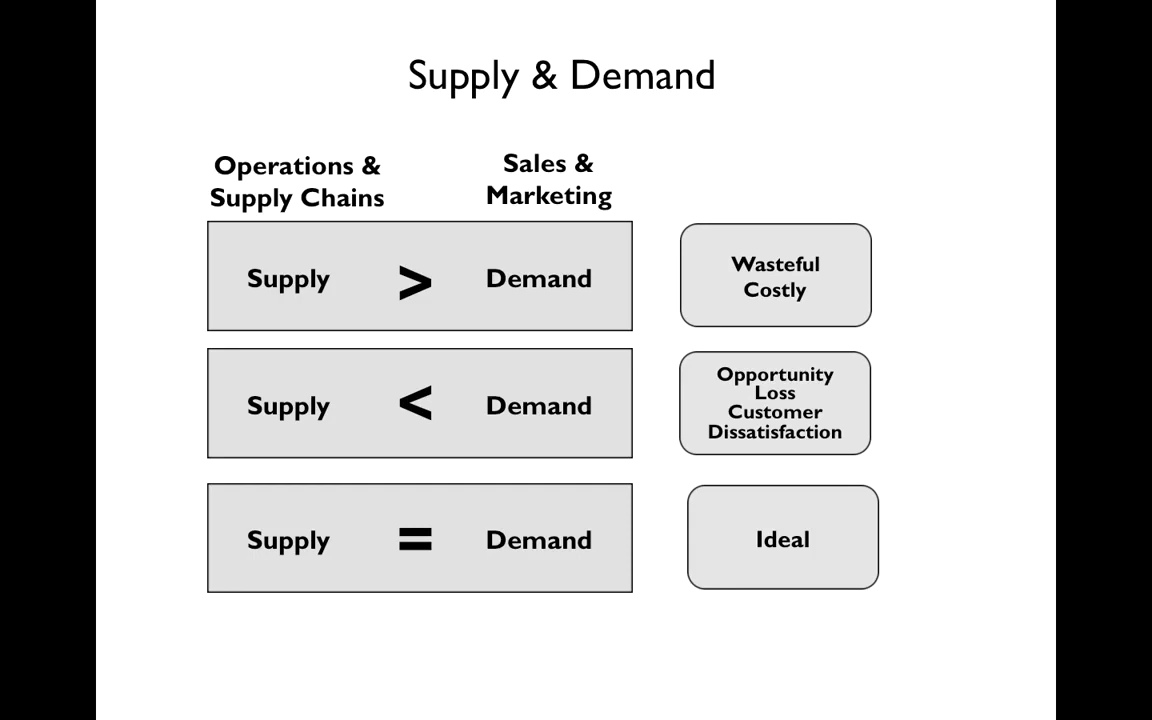 Supply & Demand
Operations &
Supply Chains
Sales &
Marketing
Supply > Demand
Wasteful
Costly
Supply < Demand
Opportunity
Loss
Customer
Dissatisfaction
Supply = Demand
Ideal